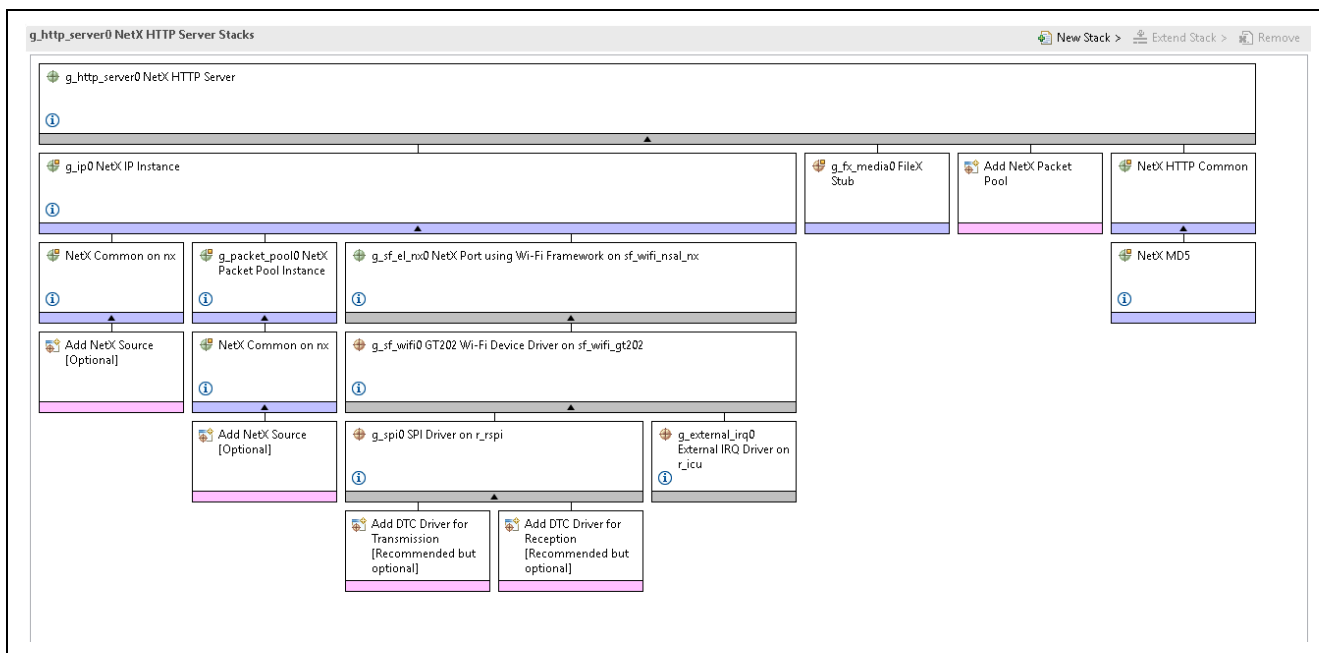 g_http_server0 NetX HTTP Server Stacks
New Stack >
Extend Stack >
Remove
g_http_server0 NetX HTTP Server
g_ip0 NetX IP Instance
g_fx_media0 FileX
Stub
Add NetX Packet
Pool
NetX HTTP Common
NetX Common on nx
g_packet_pool0 NetX
Packet Pool Instance
g_sf_el_nx0 NetX Port using Wi-Fi Framework on sf_wifi_nsal_nx
NetX MD5
Add NetX Source
[Optional]
NetX Common on nx
g_sf_wifi0 GT202 Wi-Fi Device Driver on sf_wifi_gt202
Add NetX Source
[Optional]
g_spi0 SPI Driver on r_rspi
g_external_irq0
External IRQ Driver on
r_icu
Add DTC Driver for
Transmission
[Recommended but
optional]
Add DTC Driver for
Reception
[Recommended but
optional]